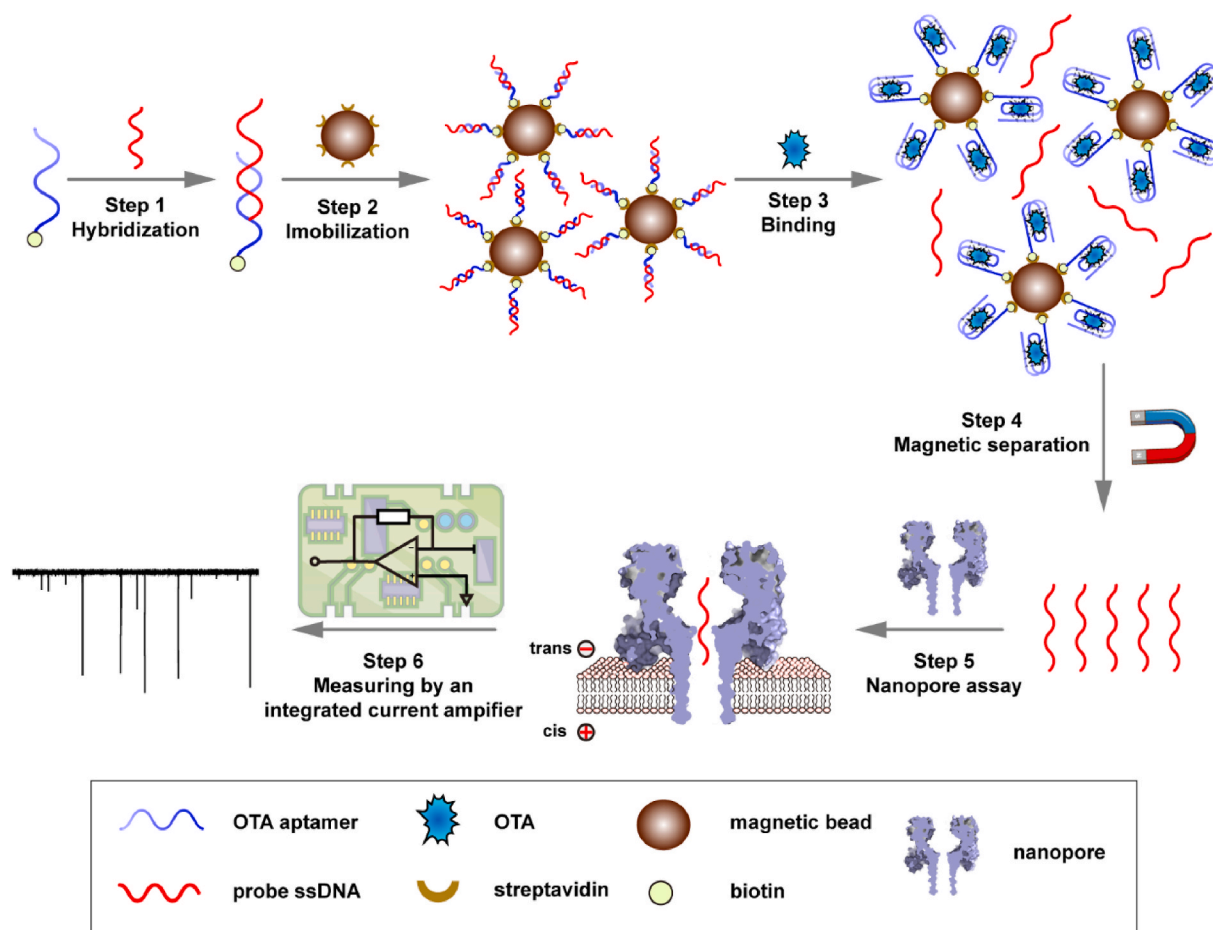 Step 1
Hybridization
Step 2
Imobilization
Step 3
Binding
Step 4
Magnetic separation
S
N
Step 5
Nanopore assay
trans
−
cis
+
−
+
Step 6
Measuring by an
integrated current ampifier
OTA aptamer
OTA
magnetic bead
nanopore
probe ssDNA
streptavidin
biotin